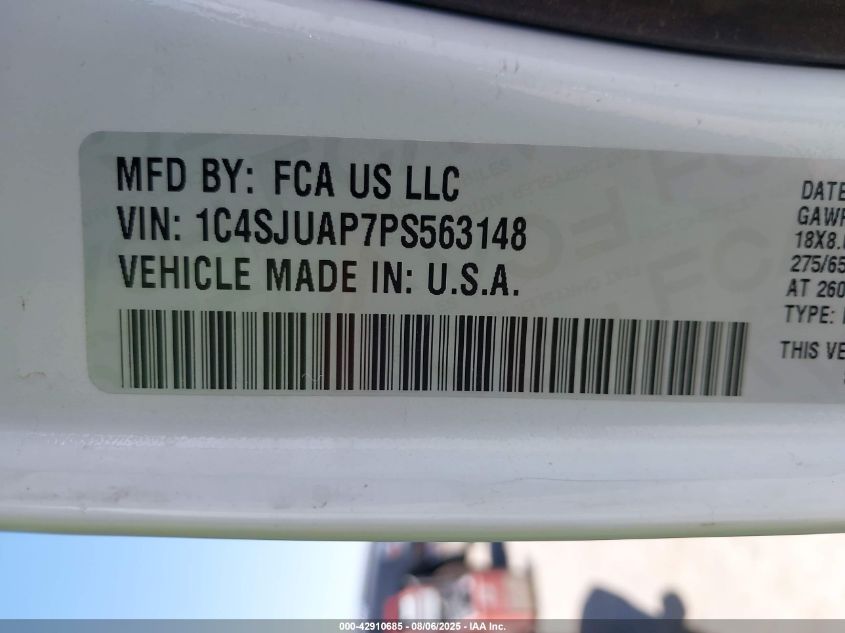 MFD BY: FCA US LLC
VIN: 1C4SJUAP7PS563148
VEHICLE MADE IN: U.S.A.
DATE
GAWR
18X8.
275/65
AT 260
TYPE:
THIS VE
000-42910685 - 08/06/2025 - IAA Inc.